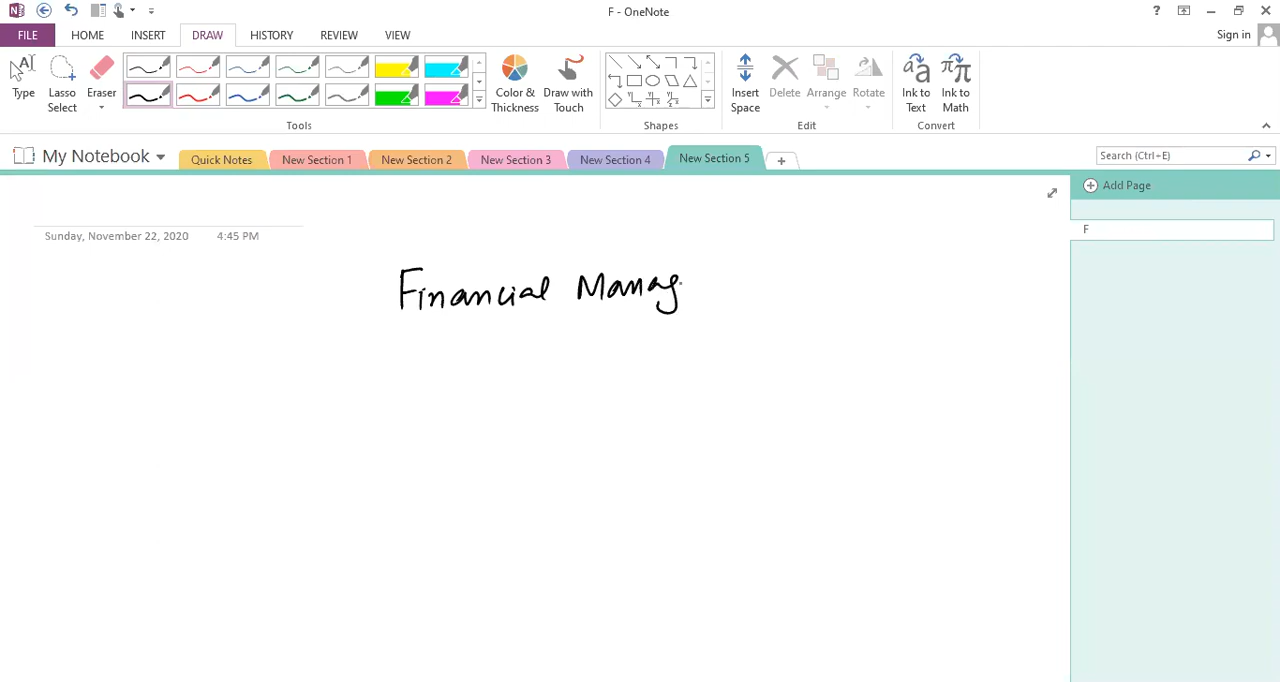 F - OneNote
?
FILE HOME INSERT DRAW HISTORY REVIEW VIEW Sign in
Type
Lasso Select
Eraser
Color & Thickness
Draw with Touch
Insert Space
Delete
Arrange
Rotate
Ink to Text
Ink to Math
Tools Shapes Edit Convert
My Notebook Quick Notes New Section 1 New Section 2 New Section 3 New Section 4 New Section 5 Search (Ctrl+E)
Add Page
F
Sunday, November 22, 2020 4:45 PM
Financial Manag